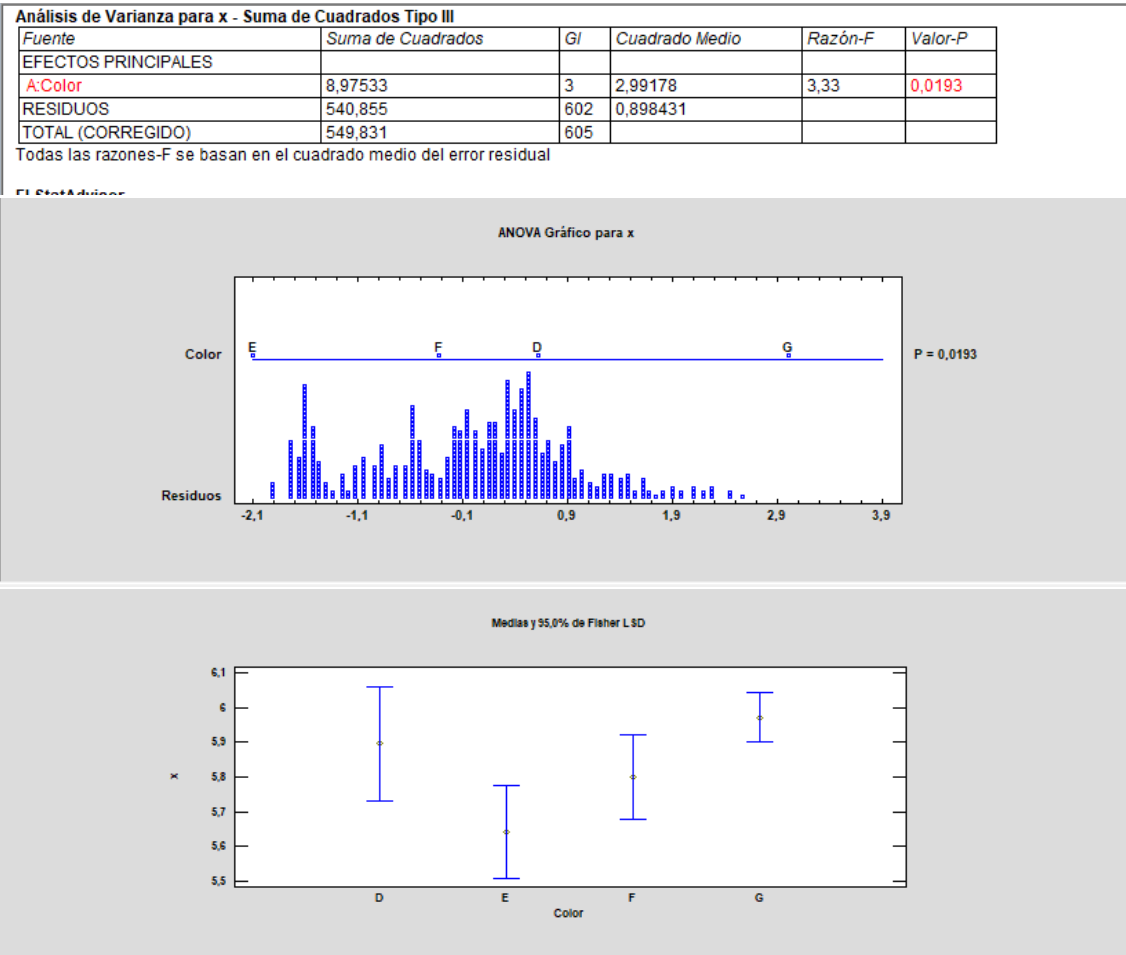 Análisis de Varianza para x - Suma de Cuadrados Tipo III
Fuente Suma de Cuadrados Gl Cuadrado Medio Razón-F Valor-P
EFECTOS PRINCIPALES
A:Color 8,97533 3 2,99178 3,33 0,0193
RESIDUOS 540,855 602 0,898431
TOTAL (CORREGIDO) 549,831 605
Todas las razones-F se basan en el cuadrado medio del error residual
El StatAdvisor
ANOVA Gráfico para x
E F D G
Color P = 0,0193
Residuos
-2,1 -1,1 -0,1 0,9 1,9 2,9 3,9
Medias y 95,0% de Fisher LSD
6,1
6
5,9
x 5,8
5,7
5,6
5,5
D E F G
Color